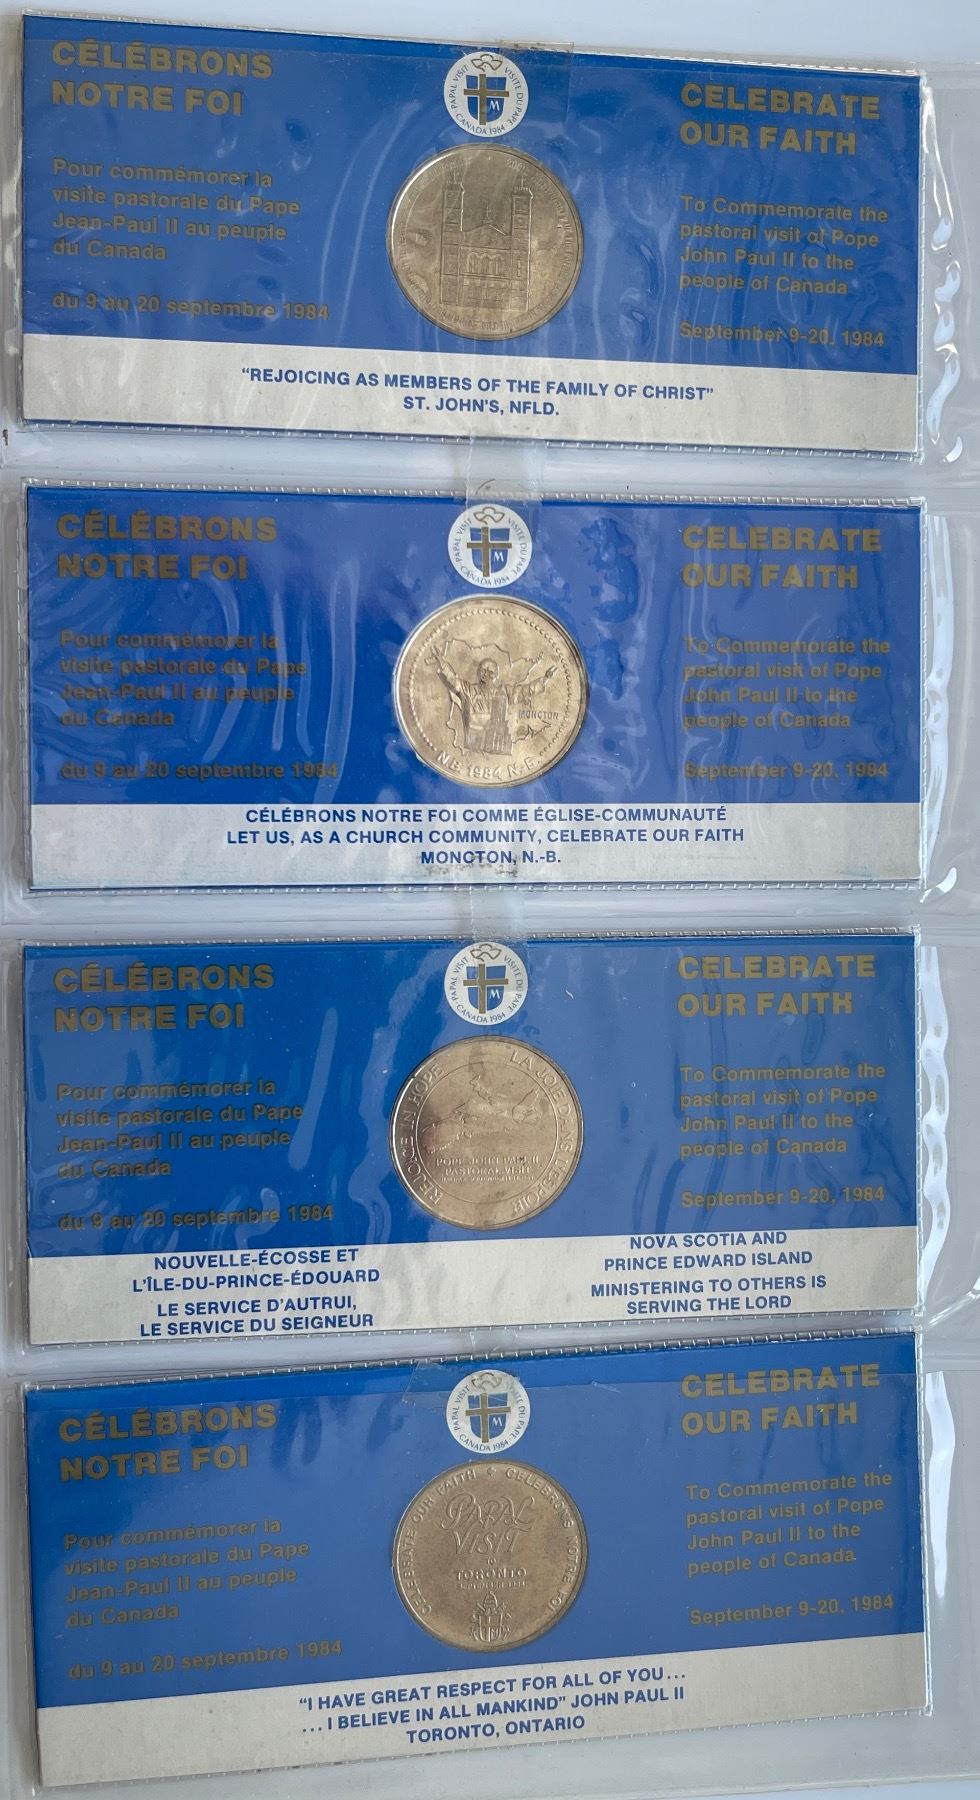 CÉLÉBRONS
NOTRE FOI
Pour commémorer la
visite pastorale du Pape
Jean-Paul II au peuple
du Canada
du 9 au 20 septembre 1984
PAPAL VISIT VISITE DU PAPE
M
CANADA 1984
CELEBRATE
OUR FAITH
To Commemorate the
pastoral visit of Pope
John Paul II to the
people of Canada
September 9-20, 1984
"REJOICING AS MEMBERS OF THE FAMILY OF CHRIST"
ST. JOHN'S, NFLD.
CÉLÉBRONS
NOTRE FOI
Pour commémorer la
visite pastorale du Pape
Jean-Paul II au peuple
du Canada
du 9 au 20 septembre 1984
PAPAL VISIT VISITE DU PAPE
M
CANADA 1984
MONCTON
N.B. 1984 N.-B.
CELEBRATE
OUR FAITH
To Commemorate the
pastoral visit of Pope
John Paul II to the
people of Canada
September 9-20, 1984
CÉLÉBRONS NOTRE FOI COMME ÉGLISE-COMMUNAUTÉ
LET US, AS A CHURCH COMMUNITY, CELEBRATE OUR FAITH
MONCTON, N.-B.
CÉLÉBRONS
NOTRE FOI
Pour commémorer la
visite pastorale du Pape
Jean-Paul II au peuple
du Canada
du 9 au 20 septembre 1984
PAPAL VISIT VISITE DU PAPE
M
CANADA 1984
REJOICE IN HOPE LA JOIE DANS L'ESPOIR
POPE JOHN PAUL II
PASTORAL VISIT
CELEBRATE
OUR FAITH
To Commemorate the
pastoral visit of Pope
John Paul II to the
people of Canada
September 9-20, 1984
NOUVELLE-ÉCOSSE ET
L'ÎLE-DU-PRINCE-ÉDOUARD
LE SERVICE D'AUTRUI,
LE SERVICE DU SEIGNEUR
NOVA SCOTIA AND
PRINCE EDWARD ISLAND
MINISTERING TO OTHERS IS
SERVING THE LORD
CÉLÉBRONS
NOTRE FOI
Pour commémorer la
visite pastorale du Pape
Jean-Paul II au peuple
du Canada
du 9 au 20 septembre 1984
PAPAL VISIT VISITE DU PAPE
M
CANADA 1984
CELEBRATE OUR FAITH + CELEBRONS NOTRE FOI
PAPAL
VISIT
TO
TORONTO
SEPTEMBER 1984
CELEBRATE
OUR FAITH
To Commemorate the
pastoral visit of Pope
John Paul II to the
people of Canada
September 9-20, 1984
"I HAVE GREAT RESPECT FOR ALL OF YOU...
...I BELIEVE IN ALL MANKIND" JOHN PAUL II
TORONTO, ONTARIO